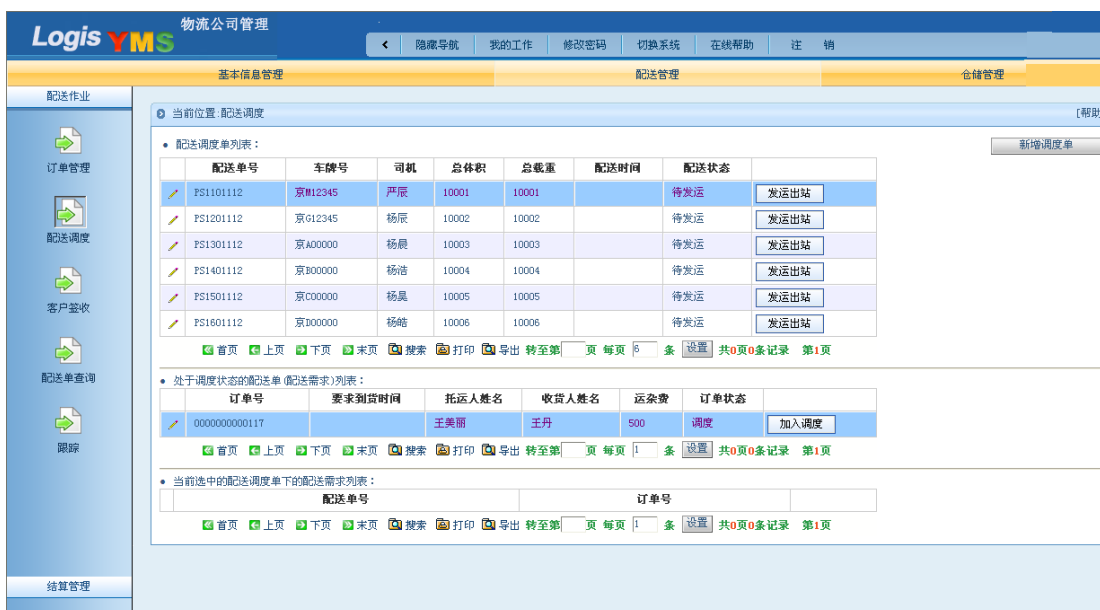 Logis YMS 物流公司管理
隐藏导航 我的工作 修改密码 切换系统 在线帮助 注 销
基本信息管理 配送管理 仓储管理
配送作业
订单管理
配送调度
客户签收
配送单查询
跟踪
结算管理
当前位置:配送调度 [帮助
配送调度单列表： 新增调度单
配送单号 车牌号 司机 总体积 总载重 配送时间 配送状态
PS1101112 京M12345 严辰 10001 10001 待发运 发运出站
PS1201112 京G12345 杨辰 10002 10002 待发运 发运出站
PS1301112 京A00000 杨晨 10003 10003 待发运 发运出站
PS1401112 京B00000 杨浩 10004 10004 待发运 发运出站
PS1501112 京C00000 杨昊 10005 10005 待发运 发运出站
PS1601112 京D00000 杨皓 10006 10006 待发运 发运出站
首页 上页 下页 末页 搜索 打印 导出 转至第 页 每页 6 条 设置 共0页0条记录 第1页
处于调度状态的配送单(配送需求)列表：
订单号 要求到货时间 托运人姓名 收货人姓名 运杂费 订单状态
0000000000117 王美丽 王丹 500 调度 加入调度
首页 上页 下页 末页 搜索 打印 导出 转至第 页 每页 1 条 设置 共0页0条记录 第1页
当前选中的配送调度单下的配送需求列表：
配送单号 订单号
首页 上页 下页 末页 搜索 打印 导出 转至第 页 每页 1 条 设置 共0页0条记录 第1页